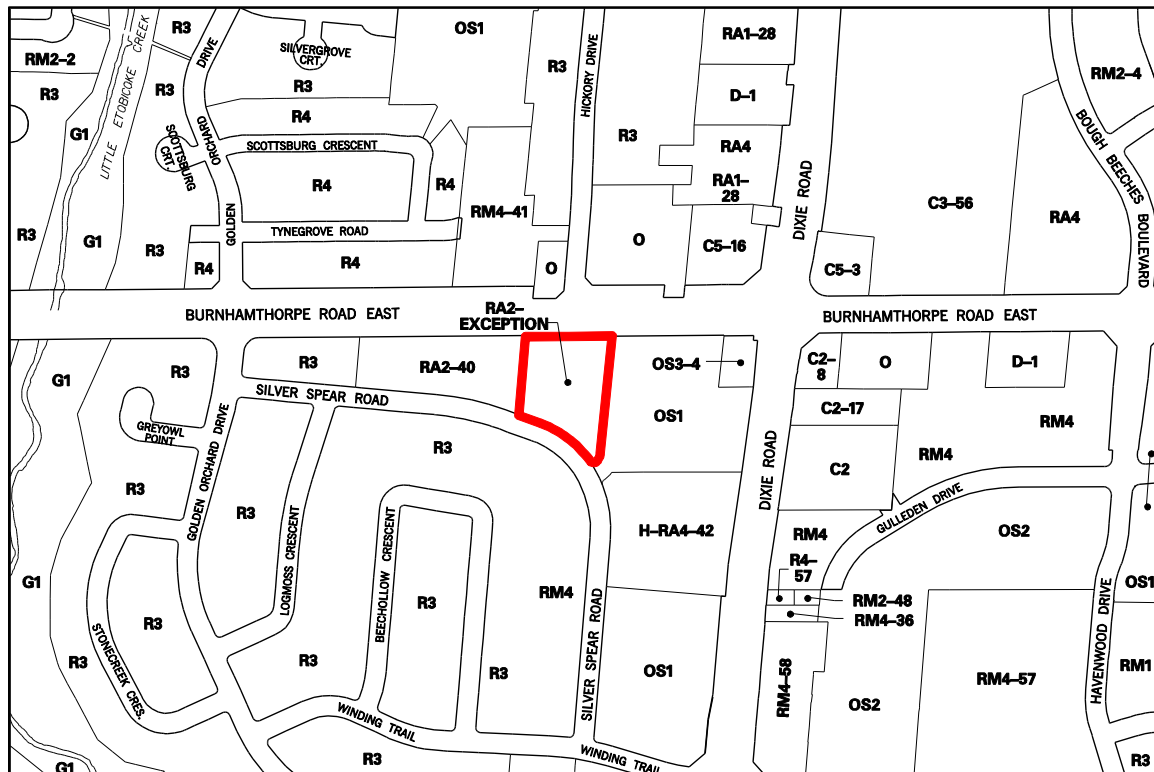 R3
OS1
RA1–28
RM2–2
LITTLE ETOBICOKE CREEK
DRIVE
SILVERGROVE
CRT.
R3
HICKORY DRIVE
RM2–4
R3
R3
R3
D–1
G1
ORCHARD
R4
R3
BOUGH BEECHES
BOULEVARD
SCOTTSBURG
CRT.
SCOTTSBURG CRESCENT
RA4
R4
R4
RM4–41
RA1–
28
DIXIE ROAD
C3–56
RA4
R3
G1
R3
GOLDEN
TYNEGROVE ROAD
O
C5–16
R4
R4
O
C5–3
BURNHAMTHORPE ROAD EAST
RA2–
EXCEPTION
BURNHAMTHORPE ROAD EAST
G1
R3
R3
RA2–40
OS3–4
C2–
8
O
D–1
SILVER SPEAR ROAD
OS1
C2–17
RM4
GREYOWL
POINT
GOLDEN ORCHARD DRIVE
R3
RM4
C2
DIXIE ROAD
R3
R3
LOGMOSS CRESCENT
BEECHOLLOW CRESCENT
H–RA4–42
GULLEDEN DRIVE
RM4
OS2
R4–
57
G1
RM4
R3
RM2–48
RM4–36
OS1
R3
STONECREEK CRES.
SILVER SPEAR ROAD
HAVENWOOD DRIVE
R3
R3
R3
OS1
RM4–58
RM4–57
RM1
OS2
WINDING TRAIL
WINDING TRAIL
R3
R3
G1